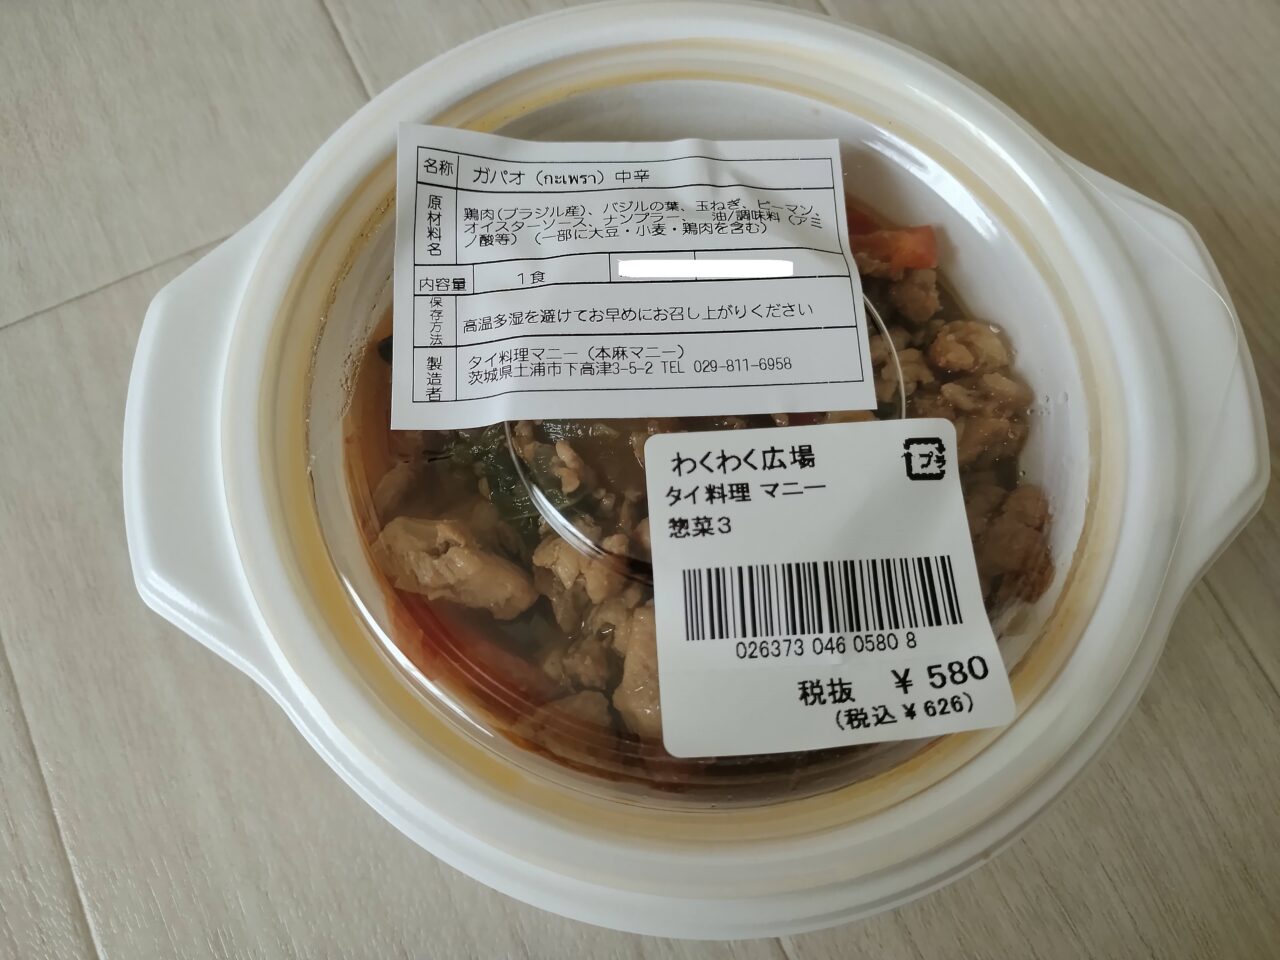 名称 ガパオ（กะเพรา）中辛
原材料名 鶏肉(ブラジル産)、バジルの葉、玉ねぎ、ピーマン、
オイスターソース、ナンプラー、 油/調味料（アミ
ノ酸等）（一部に大豆・小麦・鶏肉を含む）
内容量 1食
保存方法 高温多湿を避けてお早めにお召し上がりください
製造者 タイ料理マニー（本麻マニー）
茨城県土浦市下高津3-5-2 TEL 029-811-6958
わくわく広場
プラ
タイ料理 マニー
惣菜3
026373 046 0580 8
税抜 ¥ 580
(税込 ¥ 626)